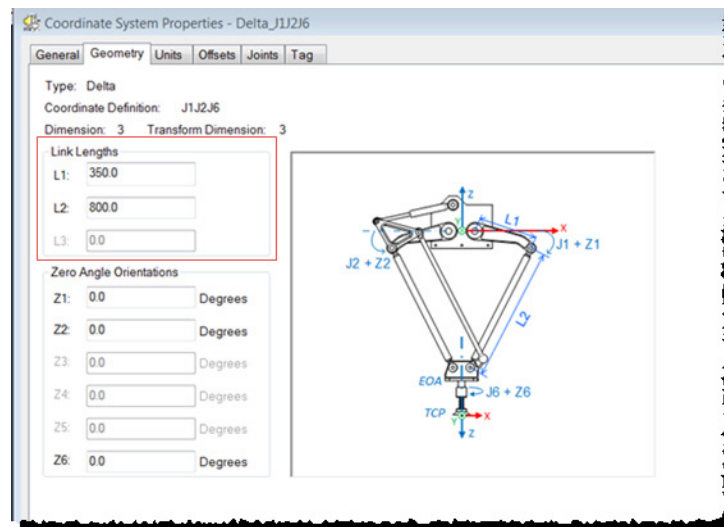 Coordinate System Properties - Delta_J1J2J6
General Geometry Units Offsets Joints Tag
Type: Delta
Coordinate Definition: J1J2J6
Dimension: 3 Transform Dimension: 3
Link Lengths
L1: 350.0
L2: 800.0
L3: 0.0
Zero Angle Orientations
Z1: 0.0 Degrees
Z2: 0.0 Degrees
Z3: 0.0 Degrees
Z4: 0.0 Degrees
Z5: 0.0 Degrees
Z6: 0.0 Degrees
Z
Y
L1
X
J1 + Z1
J2 + Z2
L2
EOA
J6 + Z6
TCP
Y
X
Z